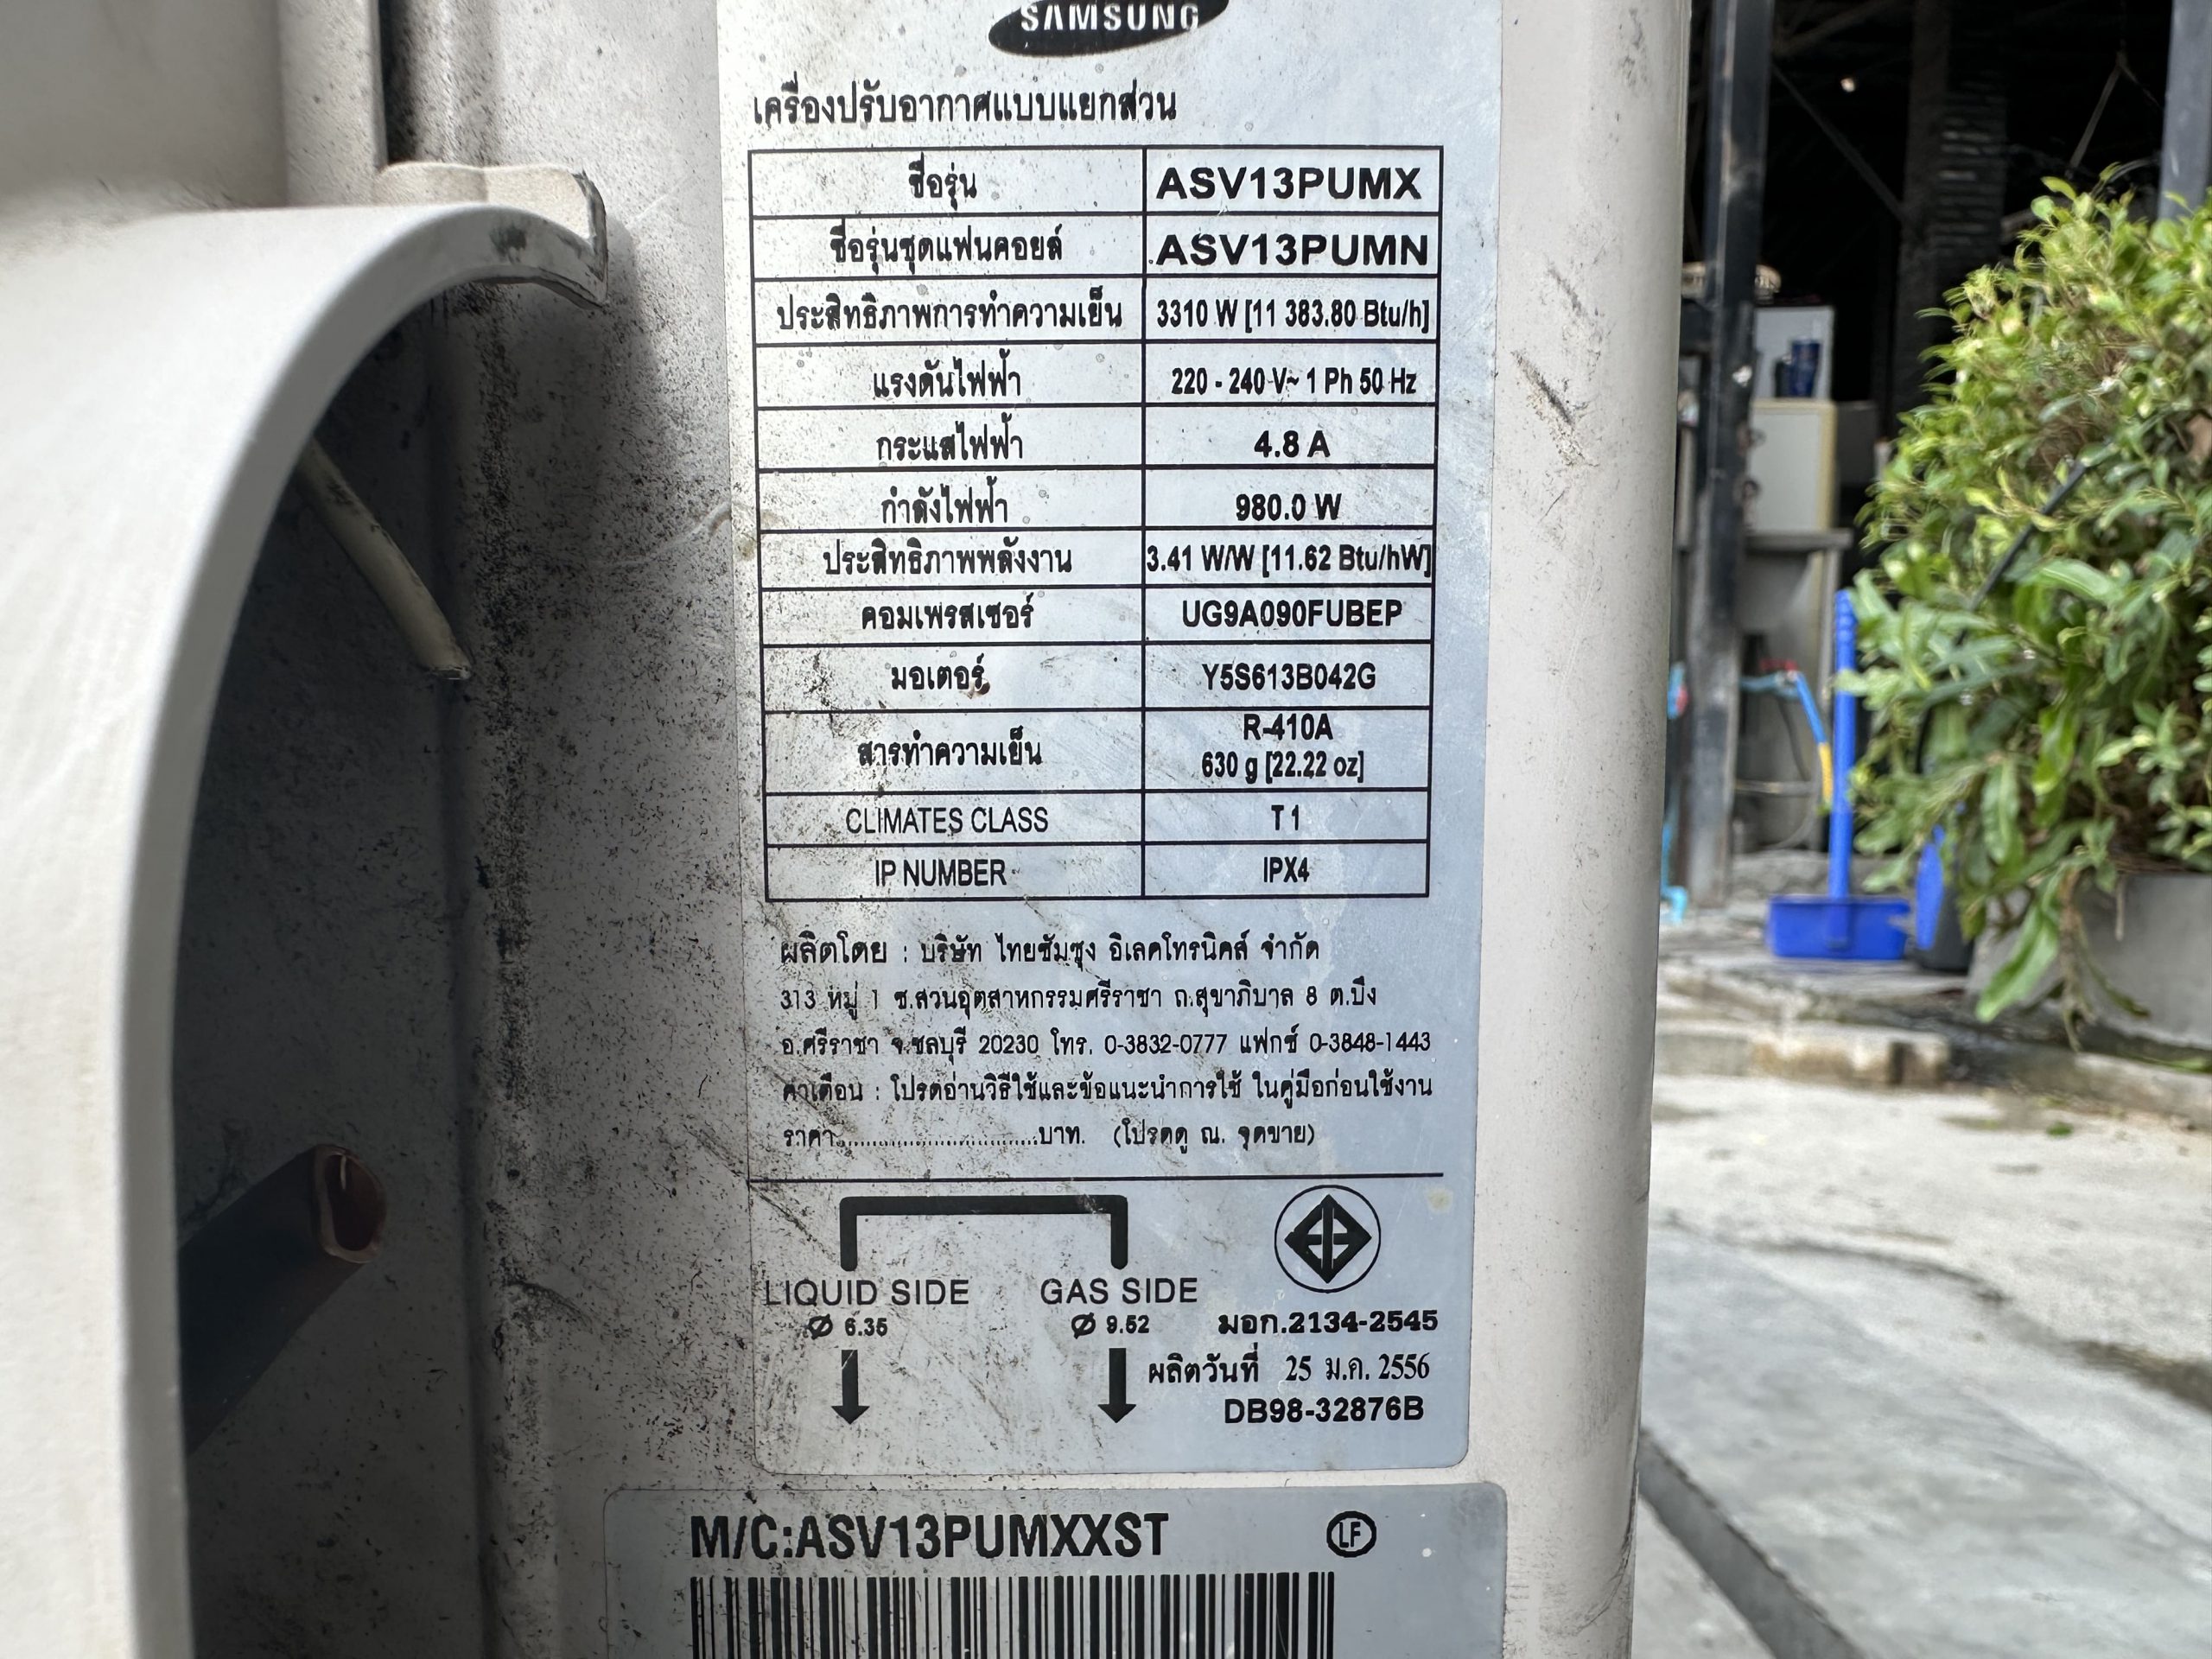 SAMSUNG
เครื่องปรับอากาศแบบแยกส่วน
ชื่อรุ่น ASV13PUMX
ชื่อรุ่นชุดแฟนคอยล์ ASV13PUMN
ประสิทธิภาพการทำความเย็น 3310 W [11 383.80 Btu/h]
แรงดันไฟฟ้า 220 - 240 V~ 1 Ph 50 Hz
กระแสไฟฟ้า 4.8 A
กำลังไฟฟ้า 980.0 W
ประสิทธิภาพพลังงาน 3.41 W/W [11.62 Btu/hW]
คอมเพรสเซอร์ UG9A090FUBEP
มอเตอร์ Y5S613B042G
สารทำความเย็น R-410A
630 g [22.22 oz]
CLIMATES CLASS T1
IP NUMBER IPX4
ผลิตโดย : บริษัท ไทยซัมซุง อิเลคโทรนิคส์ จำกัด
313 หมู่ 1 ซ.สวนอุตสาหกรรมศรีราชา ถ.สุขาภิบาล 8 ต.บึง
อ.ศรีราชา จ.ชลบุรี 20230 โทร. 0-3832-0777 แฟกซ์ 0-3848-1443
คำเตือน : โปรดอ่านวิธีใช้และข้อแนะนำการใช้ ในคู่มือก่อนใช้งาน
ราคา..............................บาท. (โปรดดู ณ. จุดขาย)
LIQUID SIDE GAS SIDE
Ø 6.35 Ø 9.52 มอก.2134-2545
ผลิตวันที่ 25 ม.ค. 2556
DB98-32876B
M/C:ASV13PUMXXST LF